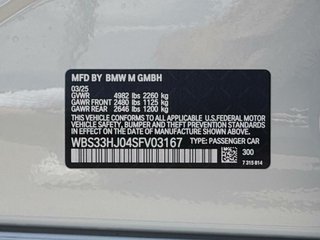 MFD BY BMW M GMBH
03/25
GVWR 4982 lbs 2260 kg
GAWR FRONT 2480 lbs 1125 kg
GAWR REAR 2646 lbs 1200 kg
THIS VEHICLE CONFORMS TO ALL
APPLICABLE U.S. FEDERAL MOTOR
VEHICLE SAFETY, BUMPER, AND THEFT
PREVENTION STANDARDS IN EFFECT ON
THE DATE OF MANUFACTURE SHOWN ABOVE.
WBS33HJ04SFV03167 TYPE: PASSENGER CAR
300
7 315 814